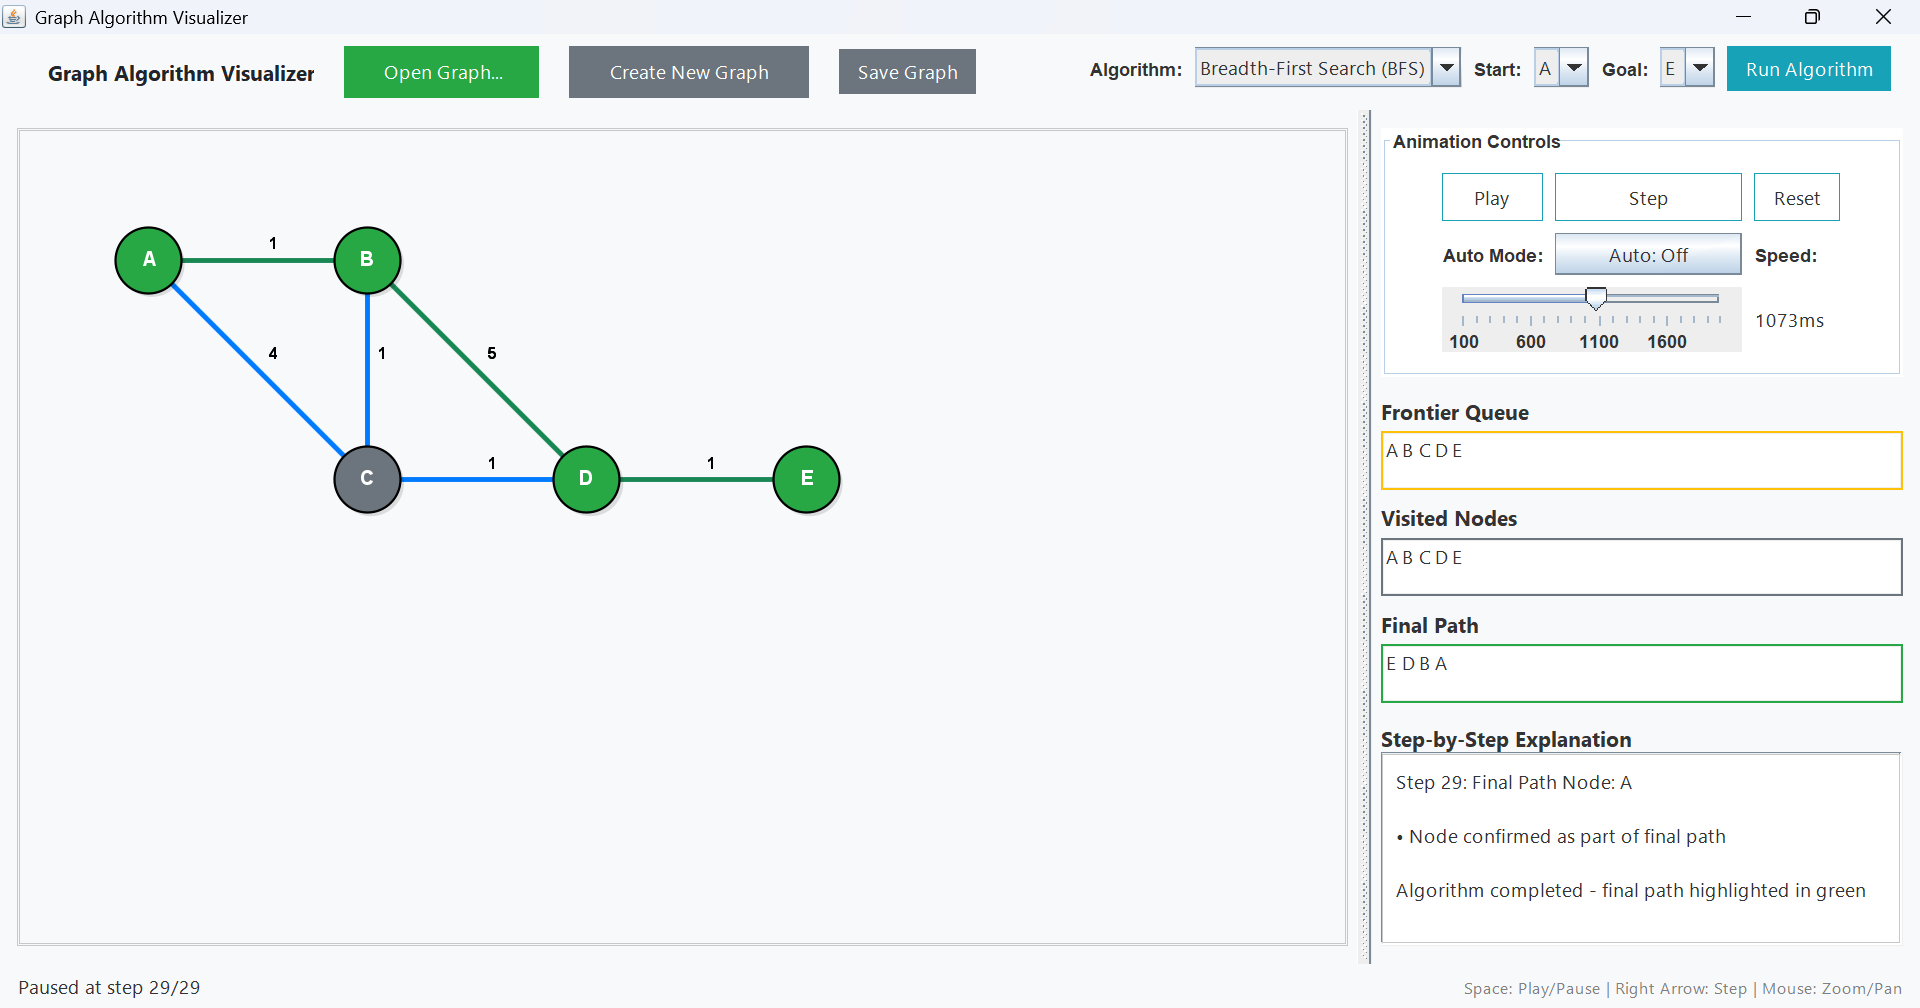 Graph Algorithm Visualizer
Graph Algorithm Visualizer Open Graph... Create New Graph Save Graph Algorithm: Breadth-First Search (BFS) Start: A Goal: E Run Algorithm
Animation Controls
Play Step Reset
Auto Mode: Auto: Off Speed:
1073ms
100 600 1100 1600
A 1 B
4 1 5
C 1 D 1 E
Frontier Queue
A B C D E
Visited Nodes
A B C D E
Final Path
E D B A
Step-by-Step Explanation
Step 29: Final Path Node: A
• Node confirmed as part of final path
Algorithm completed - final path highlighted in green
Paused at step 29/29
Space: Play/Pause | Right Arrow: Step | Mouse: Zoom/Pan